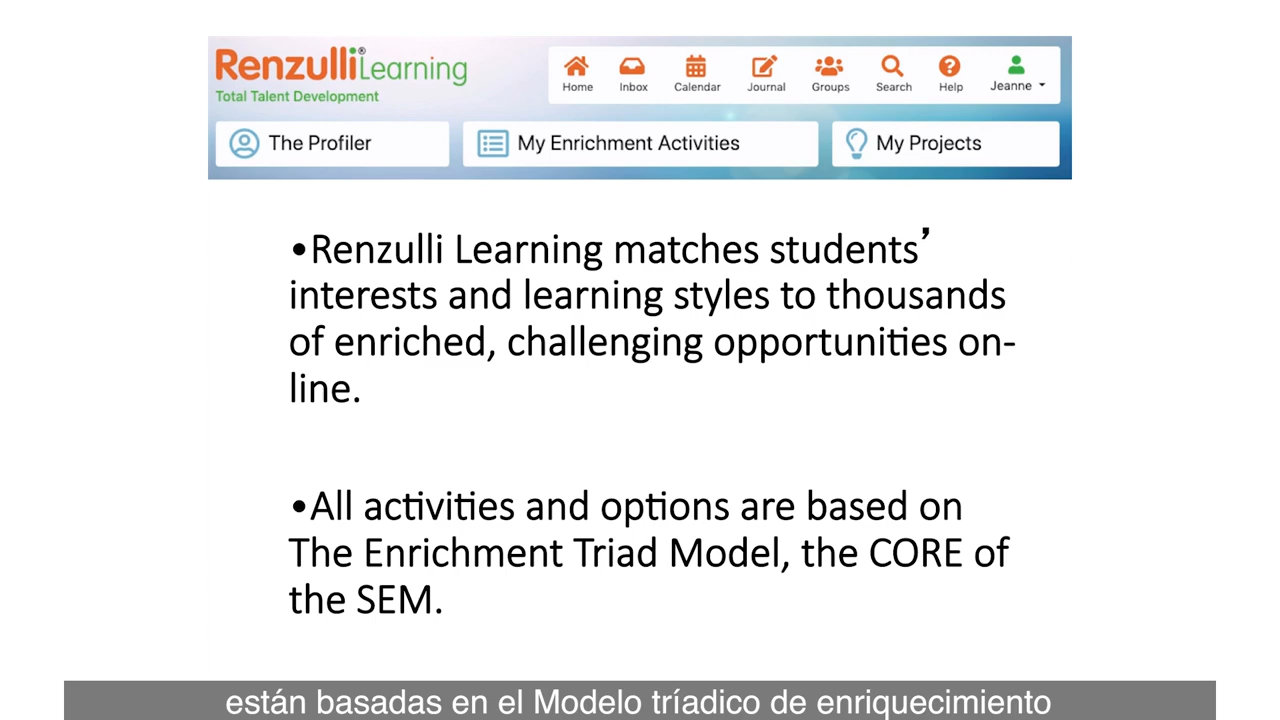 Renzulli Learning®
Total Talent Development
Home Inbox Calendar Journal Groups Search Help Jeanne
The Profiler My Enrichment Activities My Projects
•Renzulli Learning matches students’
interests and learning styles to thousands
of enriched, challenging opportunities on-
line.
•All activities and options are based on
The Enrichment Triad Model, the CORE of
the SEM.
están basadas en el Modelo tríadico de enriquecimiento